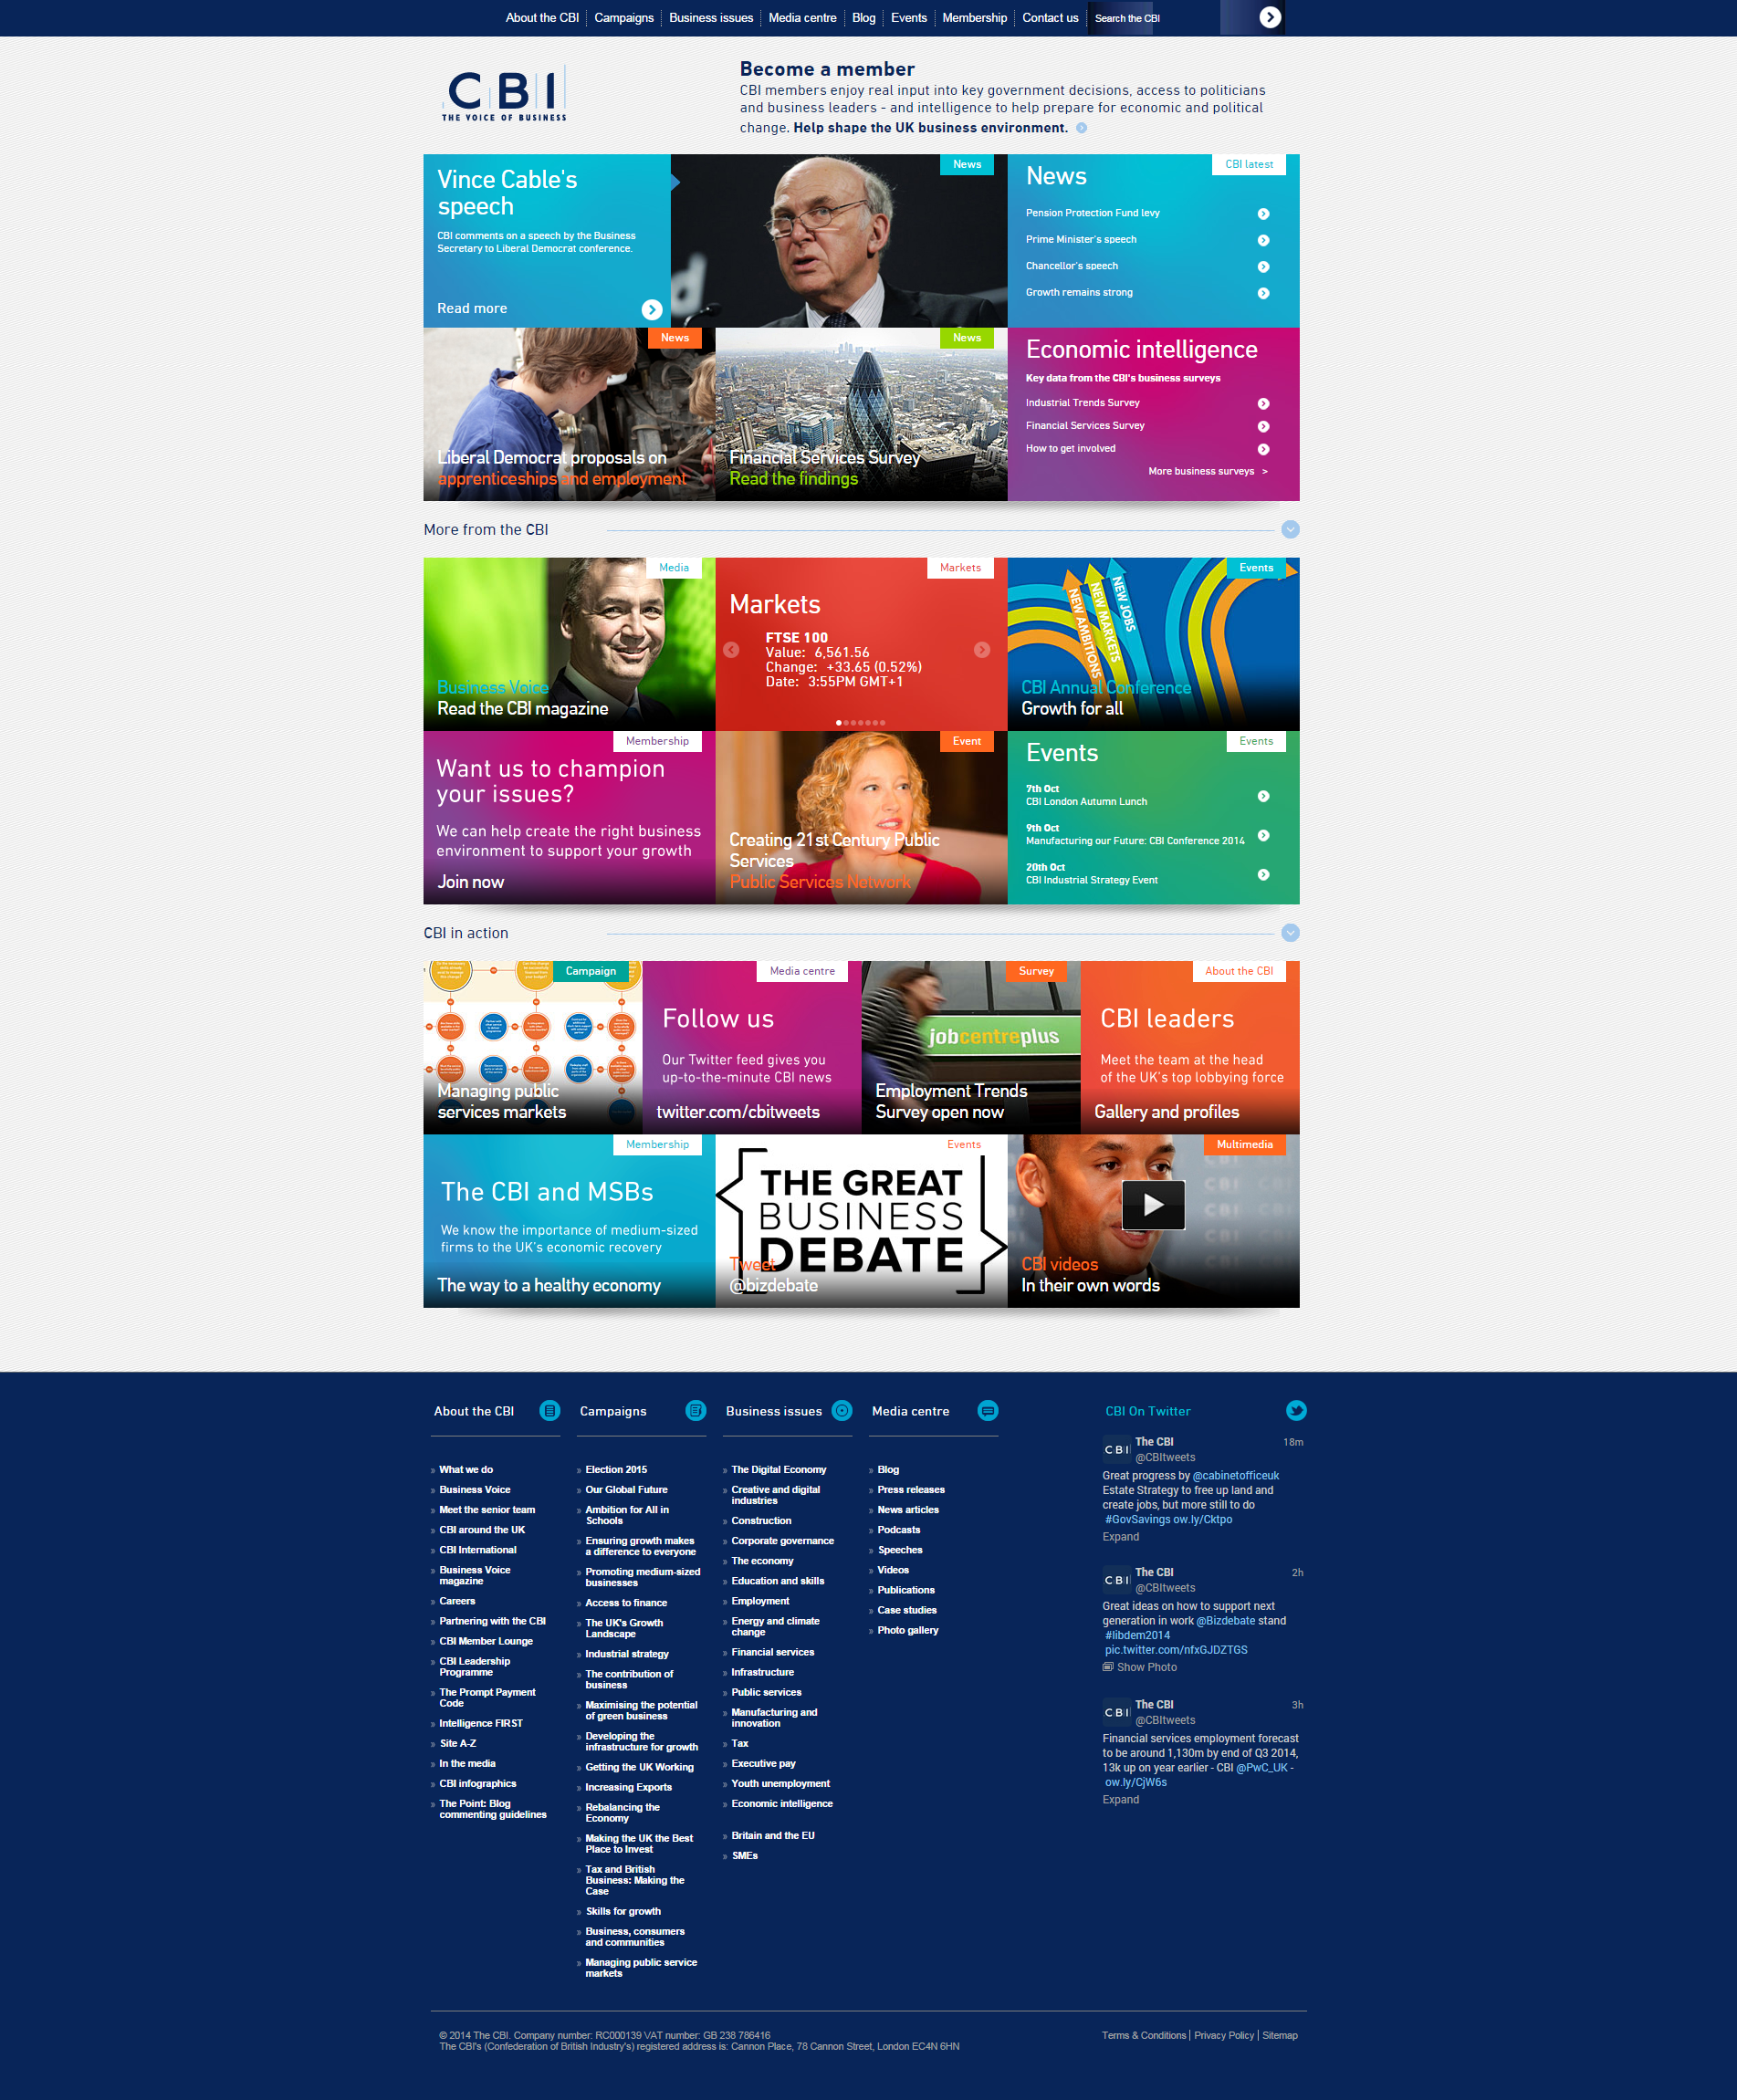 About the CBI
Campaigns
Business issues
Media centre
Blog
Events
Membership
Contact us
Search the CBI
CBI
THE VOICE OF BUSINESS
Become a member
CBI members enjoy real input into key government decisions, access to politicians
and business leaders - and intelligence to help prepare for economic and political
change. Help shape the UK business environment.
Vince Cable's
speech
CBI comments on a speech by the Business
Secretary to Liberal Democrat conference.
Read more
News
CBI latest
News
Pension Protection Fund levy
Prime Minister's speech
Chancellor's speech
Growth remains strong
News
Liberal Democrat proposals on
apprenticeships and employment
News
Financial Services Survey
Read the findings
Economic intelligence
Key data from the CBI's business surveys
Industrial Trends Survey
Financial Services Survey
How to get involved
More business surveys >
More from the CBI
Media
Business Voice
Read the CBI magazine
Markets
Markets
FTSE 100
Value: 6,561.56
Change: +33.65 (0.52%)
Date: 3:55PM GMT+1
Events
NEW AMBITIONS
NEW MARKETS
NEW JOBS
CBI Annual Conference
Growth for all
Membership
Want us to champion
your issues?
We can help create the right business
environment to support your growth
Join now
Event
Creating 21st Century Public
Services
Public Services Network
Events
Events
7th Oct
CBI London Autumn Lunch
9th Oct
Manufacturing our Future: CBI Conference 2014
20th Oct
CBI Industrial Strategy Event
CBI in action
Campaign
Managing public
services markets
Media centre
Follow us
Our Twitter feed gives you
up-to-the-minute CBI news
twitter.com/cbitweets
Survey
jobcentreplus
Employment Trends
Survey open now
About the CBI
CBI leaders
Meet the team at the head
of the UK's top lobbying force
Gallery and profiles
Membership
The CBI and MSBs
We know the importance of medium-sized
firms to the UK's economic recovery
The way to a healthy economy
Events
THE GREAT
BUSINESS
DEBATE
Tweet
@bizdebate
Multimedia
CBI videos
In their own words
About the CBI
What we do
Business Voice
Meet the senior team
CBI around the UK
CBI International
Business Voice
magazine
Careers
Partnering with the CBI
CBI Member Lounge
CBI Leadership
Programme
The Prompt Payment
Code
Intelligence FIRST
Site A-Z
In the media
CBI infographics
The Point: Blog
commenting guidelines
Campaigns
Election 2015
Our Global Future
Ambition for All in
Schools
Ensuring growth makes
a difference to everyone
Promoting medium-sized
businesses
Access to finance
The UK's Growth
Landscape
Industrial strategy
The contribution of
business
Maximising the potential
of green business
Developing the
infrastructure for growth
Getting the UK Working
Increasing Exports
Rebalancing the
Economy
Making the UK the Best
Place to Invest
Tax and British
Business: Making the
Case
Skills for growth
Business, consumers
and communities
Managing public service
markets
Business issues
The Digital Economy
Creative and digital
industries
Construction
Corporate governance
The economy
Education and skills
Employment
Energy and climate
change
Financial services
Infrastructure
Public services
Manufacturing and
innovation
Tax
Executive pay
Youth unemployment
Economic intelligence
Britain and the EU
SMEs
Media centre
Blog
Press releases
News articles
Podcasts
Speeches
Videos
Publications
Case studies
Photo gallery
CBI On Twitter
CBI
The CBI
18m
@CBItweets
Great progress by @cabinetofficeuk
Estate Strategy to free up land and
create jobs, but more still to do
#GovSavings ow.ly/Cktpo
Expand
CBI
The CBI
2h
@CBItweets
Great ideas on how to support next
generation in work @Bizdebate stand
#libdem2014
pic.twitter.com/nfxGJDZTGS
Show Photo
CBI
The CBI
3h
@CBItweets
Financial services employment forecast
to be around 1,130m by end of Q3 2014,
13k up on year earlier - CBI @PwC_UK -
ow.ly/CjW6s
Expand
© 2014 The CBI. Company number: RC000139 VAT number: GB 238 786416
The CBI's (Confederation of British Industry's) registered address is: Cannon Place, 78 Cannon Street, London EC4N 6HN
Terms & Conditions | Privacy Policy | Sitemap